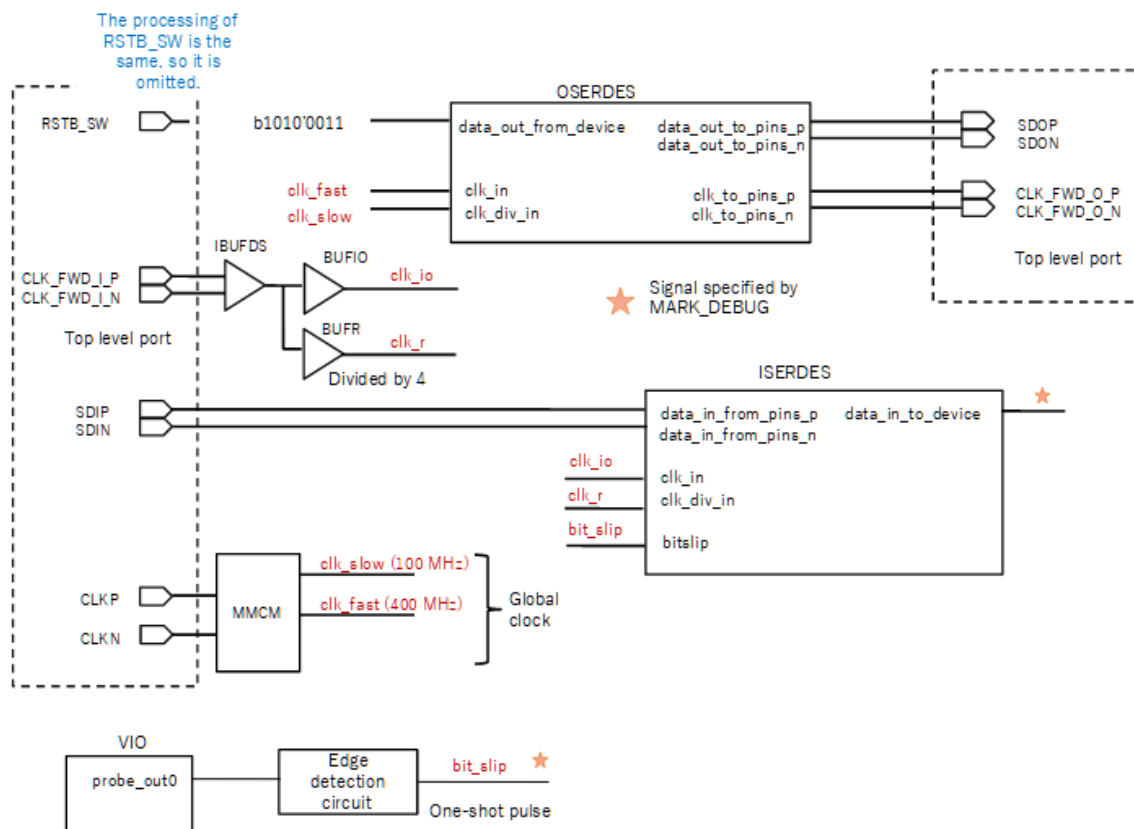 The processing of
RSTB_SW is the
same, so it is
omitted.
RSTB_SW
b1010'0011
OSERDES
data_out_from_device
data_out_to_pins_p
data_out_to_pins_n
clk_fast
clk_in
clk_slow
clk_div_in
clk_to_pins_p
clk_to_pins_n
SDOP
SDON
CLK_FWD_O_P
CLK_FWD_O_N
Top level port
IBUFDS
BUFIO
clk_io
CLK_FWD_I_P
CLK_FWD_I_N
Top level port
BUFR
clk_r
Divided by 4
Signal specified by
MARK_DEBUG
ISERDES
SDIP
SDIN
data_in_from_pins_p
data_in_to_device
data_in_from_pins_n
clk_io
clk_in
clk_r
clk_div_in
bit_slip
bitslip
CLKP
CLKN
MMCM
clk_slow (100 MHz)
clk_fast (400 MHz)
Global
clock
VIO
probe_out0
Edge
detection
circuit
bit_slip
One-shot pulse